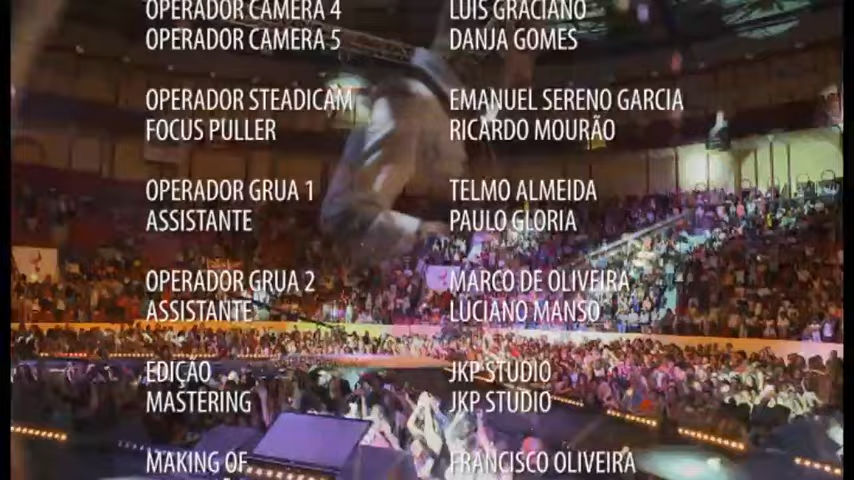 OPERADOR CAMERA 4 LUIS GRACIANO
OPERADOR CAMERA 5 DANJA GOMES
OPERADOR STEADICAM EMANUEL SERENO GARCIA
FOCUS PULLER RICARDO MOURÃO
OPERADOR GRUA 1 TELMO ALMEIDA
ASSISTANTE PAULO GLORIA
OPERADOR GRUA 2 MARCO DE OLIVEIRA
ASSISTANTE LUCIANO MANSO
EDIÇÃO JKP STUDIO
MASTERING JKP STUDIO
MAKING OF FRANCISCO OLIVEIRA